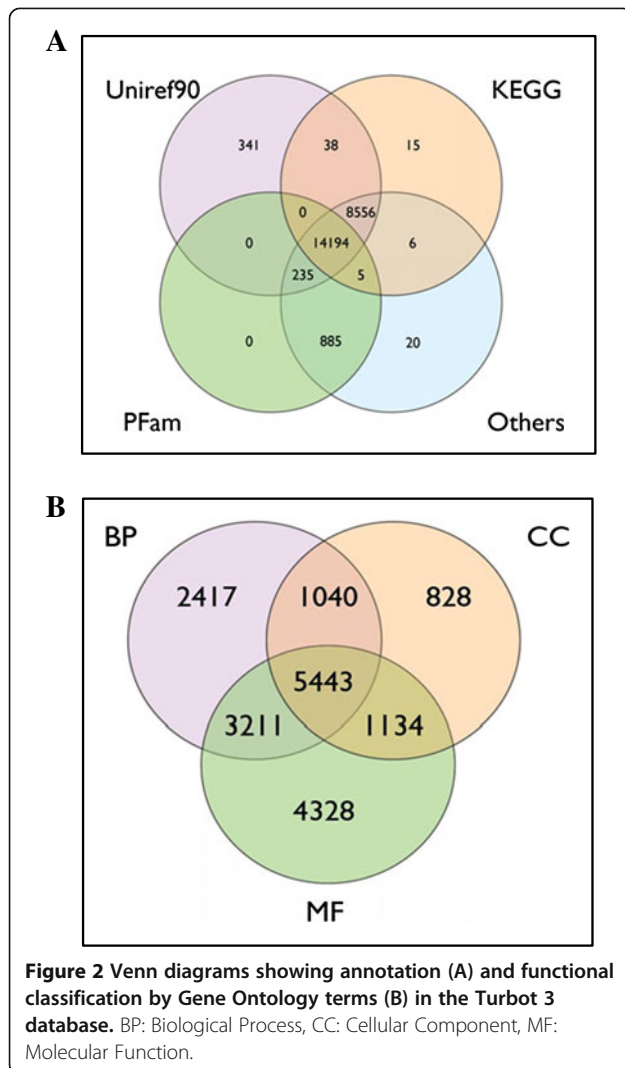 A
Uniref90 KEGG
341 38 15
0 8556
0 14194 6
235 5
0 885 20
PFam Others
B
BP CC
2417 1040 828
5443
3211 1134
4328
MF
Figure 2 Venn diagrams showing annotation (A) and functional
classification by Gene Ontology terms (B) in the Turbot 3
database. BP: Biological Process, CC: Cellular Component, MF:
Molecular Function.